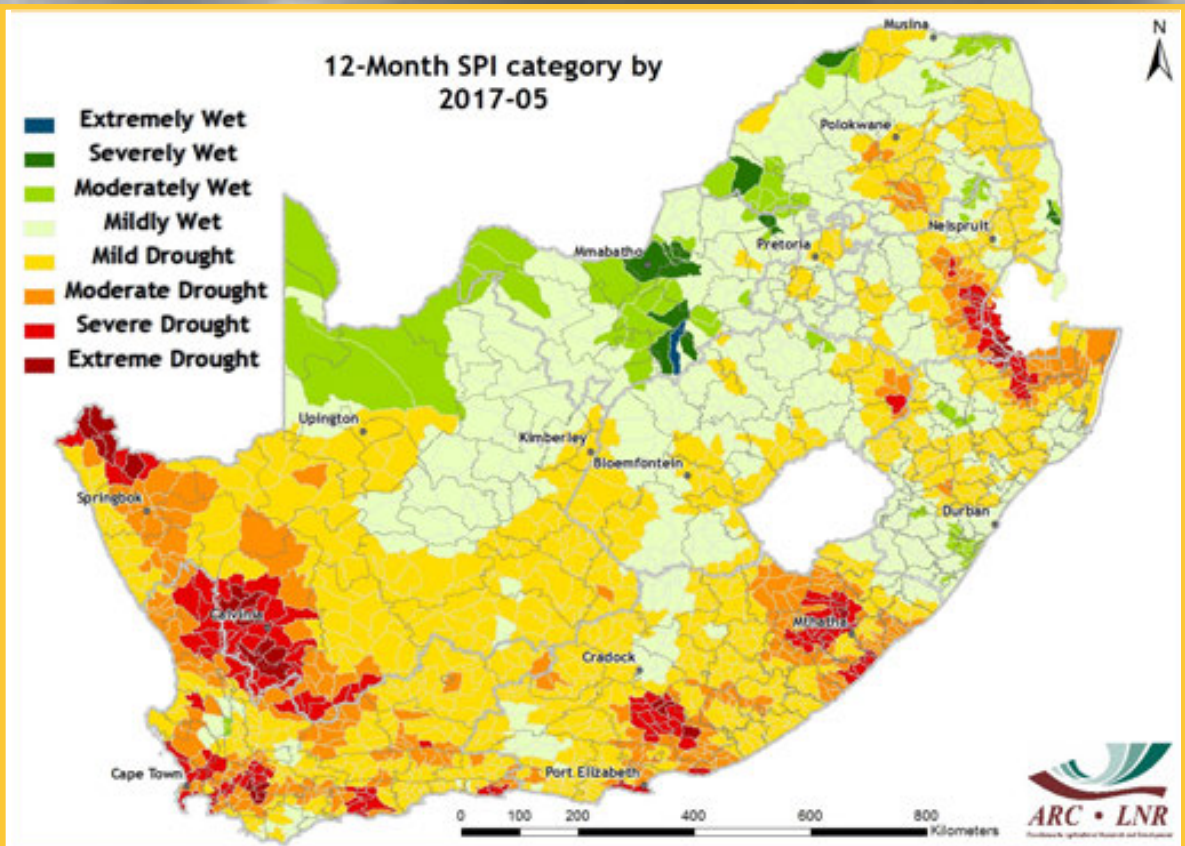 12-Month SPI category by
2017-05
N
Extremely Wet
Severely Wet
Moderately Wet
Mildly Wet
Mild Drought
Moderate Drought
Severe Drought
Extreme Drought
Musina
Polokwane
Nelspruit
Mmabatho
Pretoria
Upington
Kimberley
Bloemfontein
Springbok
Durban
Calvinia
Mthatha
Cradock
Cape Town
Port Elizabeth
0 100 200 400 600 800
Kilometers
ARC • LNR